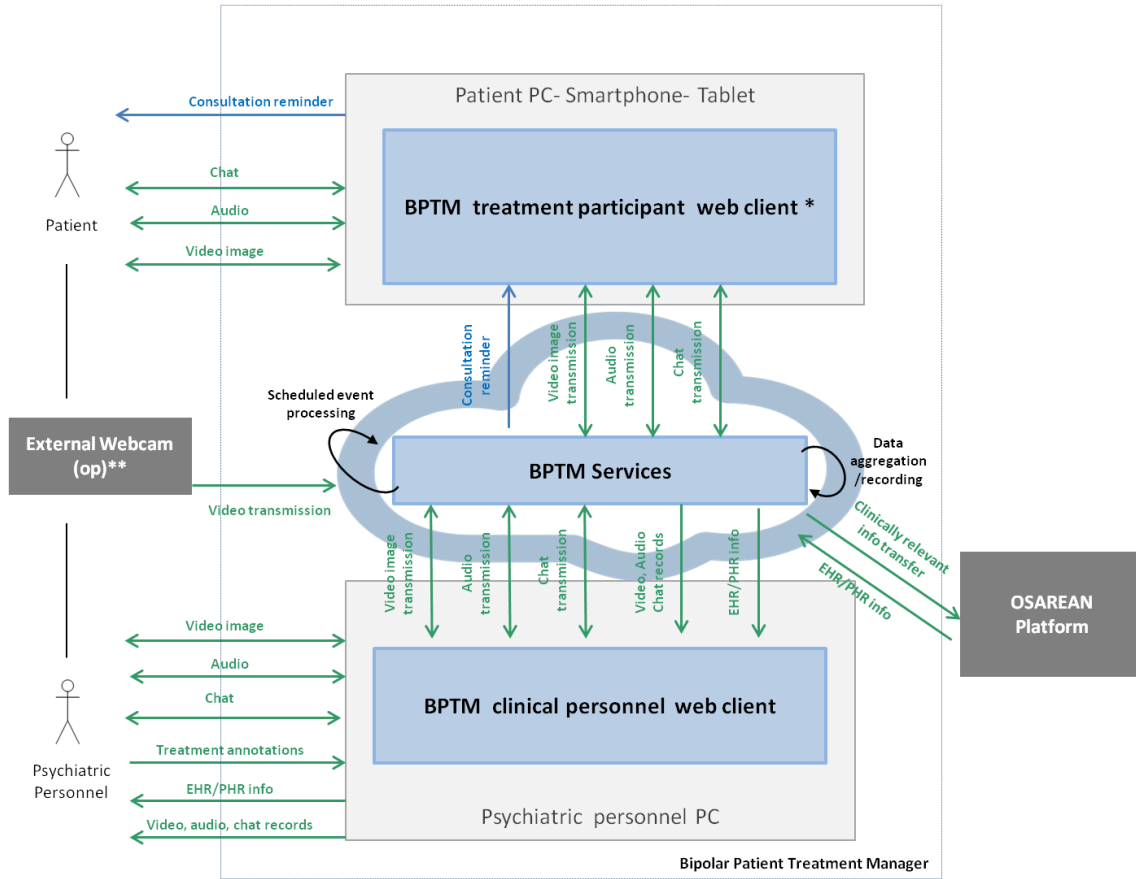 Patient PC- Smartphone- Tablet
Consultation reminder
Chat
Audio
Video image
Patient
BPTM treatment participant web client *
Consultation
reminder
Video image
transmission
Audio
transmission
Chat
transmission
Scheduled event
processing
External Webcam
(op)**
Video transmission
BPTM Services
Data
aggregation
/recording
Video image
transmission
Audio
transmission
Chat
transmission
Video, Audio
Chat records
EHR/PHR info
Clinically relevant
info transfer
EHR/PHR info
OSAREAN
Platform
Video image
Audio
Chat
Treatment annotations
EHR/PHR info
Video, audio, chat records
Psychiatric
Personnel
BPTM clinical personnel web client
Psychiatric personnel PC
Bipolar Patient Treatment Manager